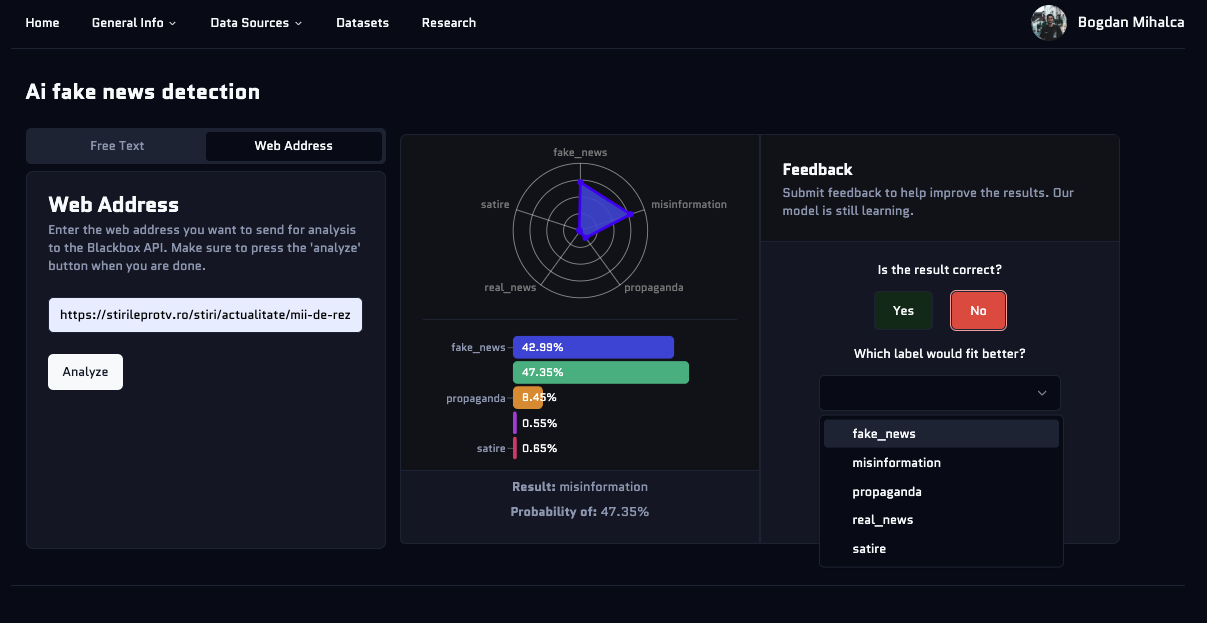 Home General Info Data Sources Datasets Research Bogdan Mihalca
Ai fake news detection
Free Text Web Address
Web Address
Enter the web address you want to send for analysis
to the Blackbox API. Make sure to press the 'analyze'
button when you are done.
https://stirileprotv.ro/stiri/actualitate/mii-de-rez
Analyze
fake_news
satire misinformation
real_news propaganda
fake_news 42.99%
47.35%
propaganda 8.45%
0.55%
satire 0.65%
Result: misinformation
Probability of: 47.35%
Feedback
Submit feedback to help improve the results. Our
model is still learning.
Is the result correct?
Yes No
Which label would fit better?
fake_news
misinformation
propaganda
real_news
satire